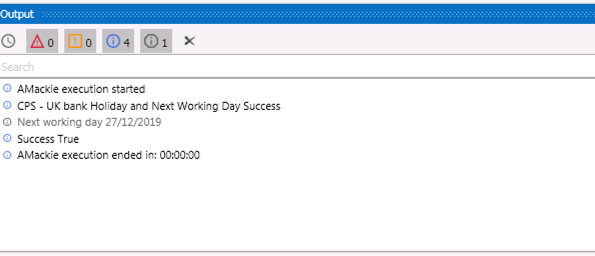 Output
0 0 4 1
Search
AMackie execution started
CPS - UK bank Holiday and Next Working Day Success
Next working day 27/12/2019
Success True
AMackie execution ended in: 00:00:00